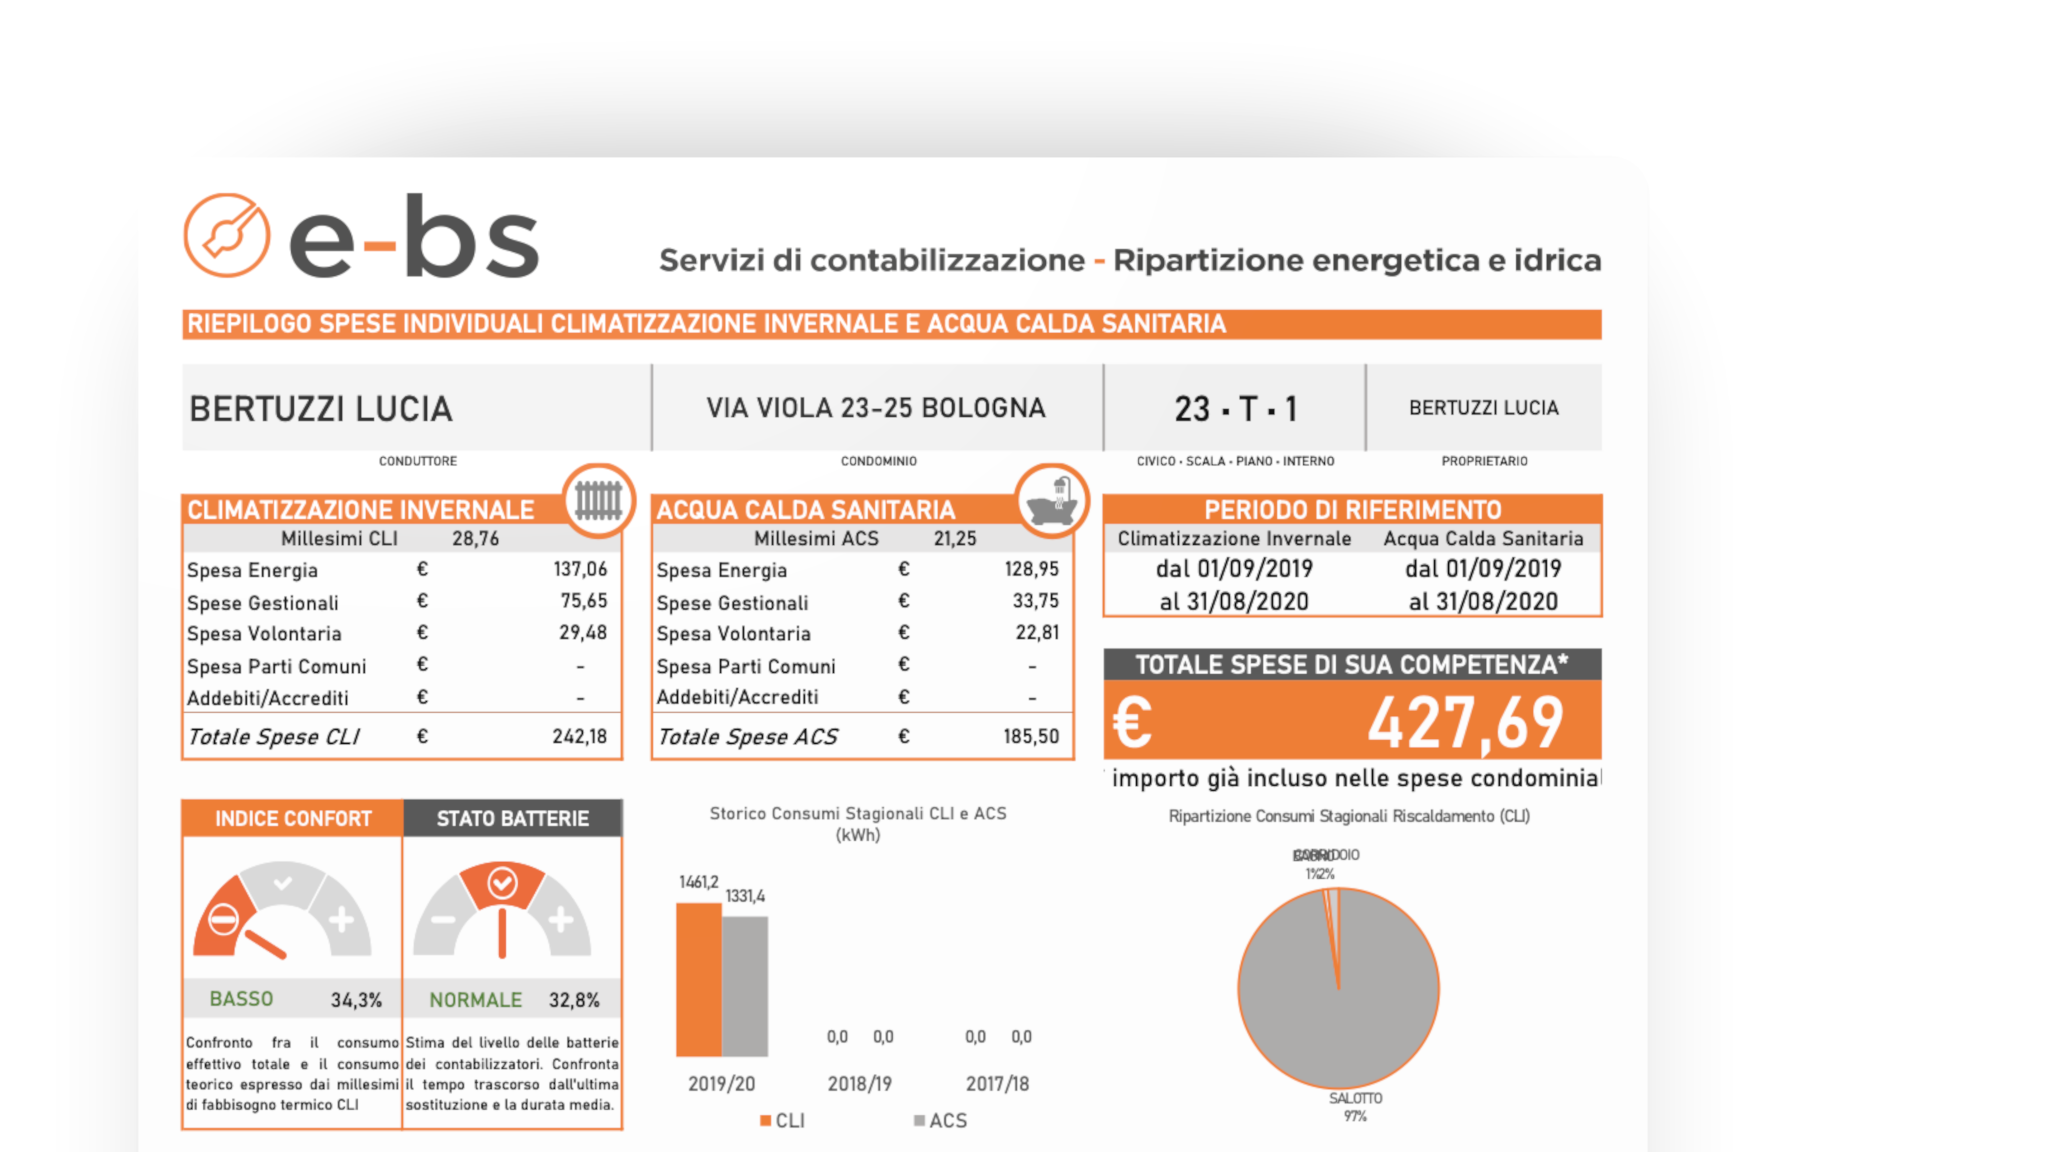 e-bs
Servizi di contabilizzazione - Ripartizione energetica e idrica
RIEPILOGO SPESE INDIVIDUALI CLIMATIZZAZIONE INVERNALE E ACQUA CALDA SANITARIA
BERTUZZI LUCIA
CONDUTTORE
VIA VIOLA 23-25 BOLOGNA
CONDOMINIO
23 • T • 1
CIVICO • SCALA • PIANO • INTERNO
BERTUZZI LUCIA
PROPRIETARIO
CLIMATIZZAZIONE INVERNALE
Millesimi CLI 28,76
Spesa Energia € 137,06
Spese Gestionali € 75,65
Spesa Volontaria € 29,48
Spesa Parti Comuni € -
Addebiti/Accrediti € -
Totale Spese CLI € 242,18
ACQUA CALDA SANITARIA
Millesimi ACS 21,25
Spesa Energia € 128,95
Spese Gestionali € 33,75
Spesa Volontaria € 22,81
Spesa Parti Comuni € -
Addebiti/Accrediti € -
Totale Spese ACS € 185,50
PERIODO DI RIFERIMENTO
Climatizzazione Invernale Acqua Calda Sanitaria
dal 01/09/2019 dal 01/09/2019
al 31/08/2020 al 31/08/2020
TOTALE SPESE DI SUA COMPETENZA*
€ 427,69
importo già incluso nelle spese condominial
INDICE CONFORT
BASSO 34,3%
Confronto fra il consumo
effettivo totale e il consumo
teorico espresso dai millesimi
di fabbisogno termico CLI
STATO BATTERIE
NORMALE 32,8%
Stima del livello delle batterie
dei contabilizzatori. Confronta
il tempo trascorso dall'ultima
sostituzione e la durata media.
Storico Consumi Stagionali CLI e ACS
(kWh)
1461,2
1331,4
0,0 0,0 0,0 0,0
2019/20 2018/19 2017/18
CLI ACS
Ripartizione Consumi Stagionali Riscaldamento (CLI)
CORRIDOIO
1% 2%
SALOTTO
97%